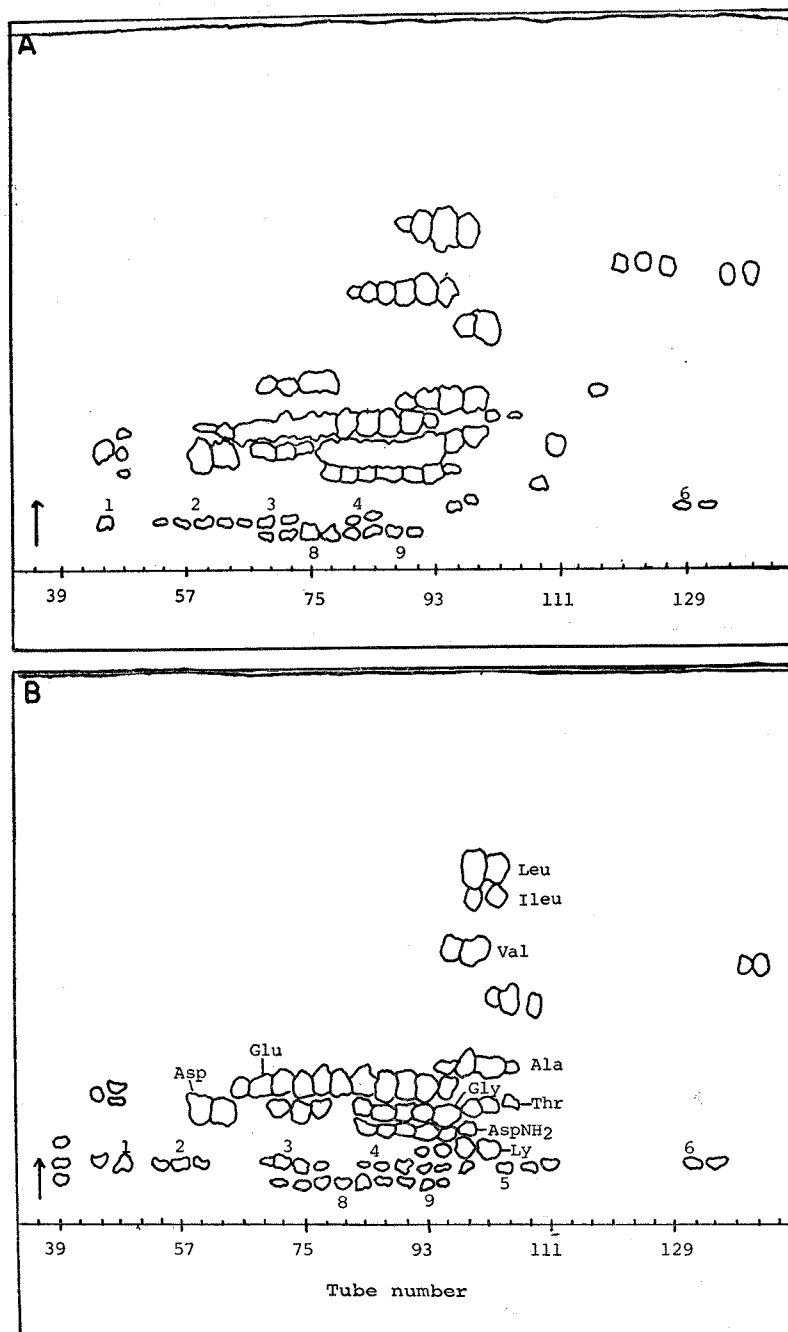 A
1 2 3 4 6
8 9
39 57 75 93 111 129
B
Leu
Ileu
Val
Glu
Ala
Asp
Gly
Thr
AspNH2
Ly
1 2 3 4 6
8 9 5
39 57 75 93 111 129
Tube number